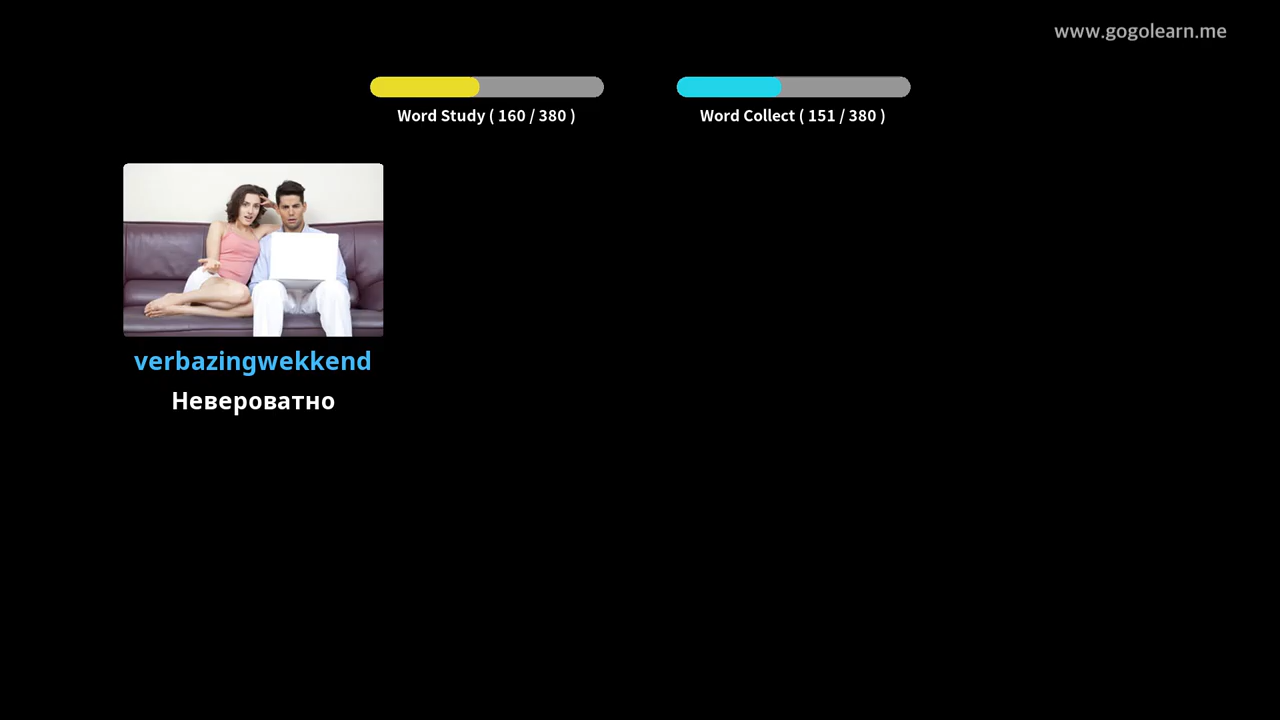 www.gogolearn.me
Word Study ( 160 / 380 )
Word Collect ( 151 / 380 )
verbazingwekkend
Невероватно